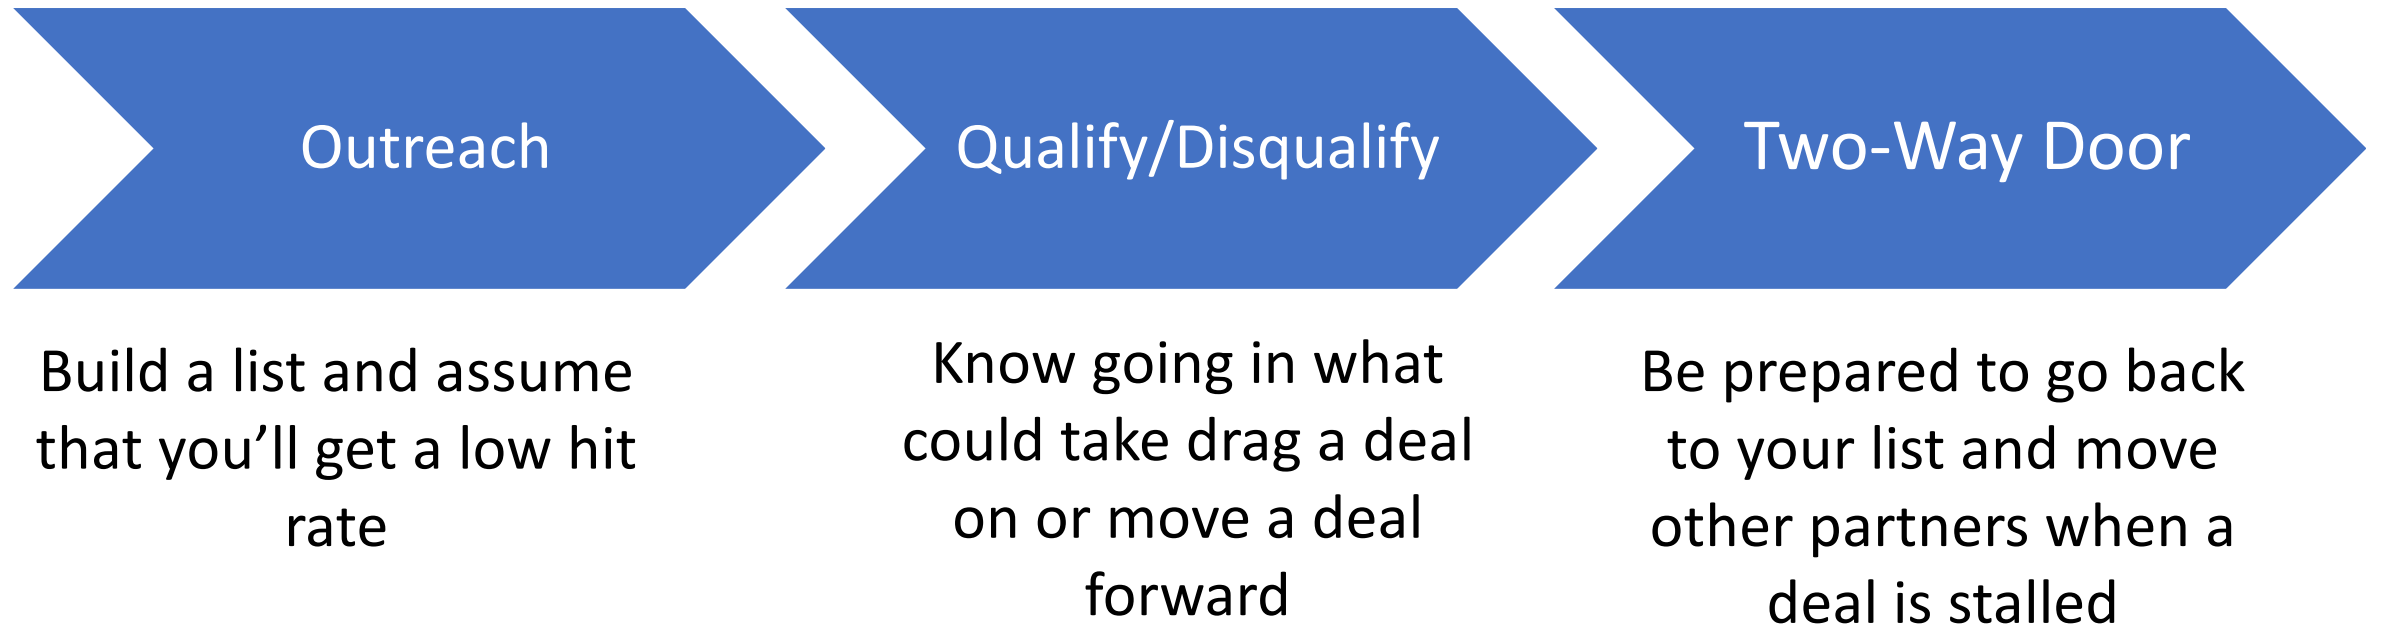 Outreach
Qualify/Disqualify
Two-Way Door
Build a list and assume
that you’ll get a low hit
rate
Know going in what
could take drag a deal
on or move a deal
forward
Be prepared to go back
to your list and move
other partners when a
deal is stalled